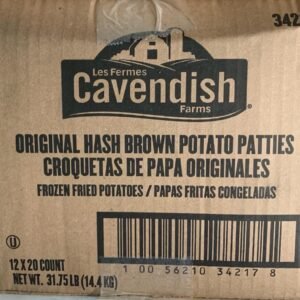 342
Les Fermes
Cavendish®
Farms
ORIGINAL HASH BROWN POTATO PATTIES
CROQUETAS DE PAPA ORIGINALES
FROZEN FRIED POTATOES / PAPAS FRITAS CONGELADAS
U
12 X 20 COUNT
NET WT. 31.75 LB (14.4 KG)
1 00 56210 34217 8